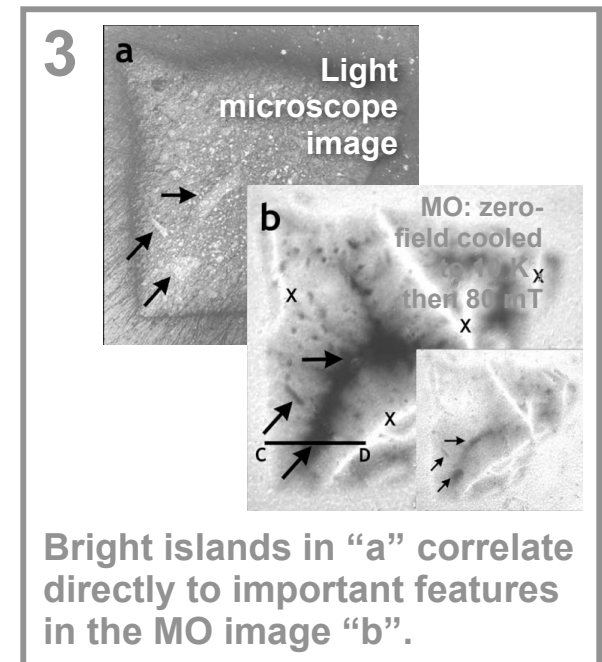 3
a
Light
microscope
image
b
MO: zero-
field cooled
to K,
then 80 mT
X
X
X
X
C D
Bright islands in “a” correlate
directly to important features
in the MO image “b”.